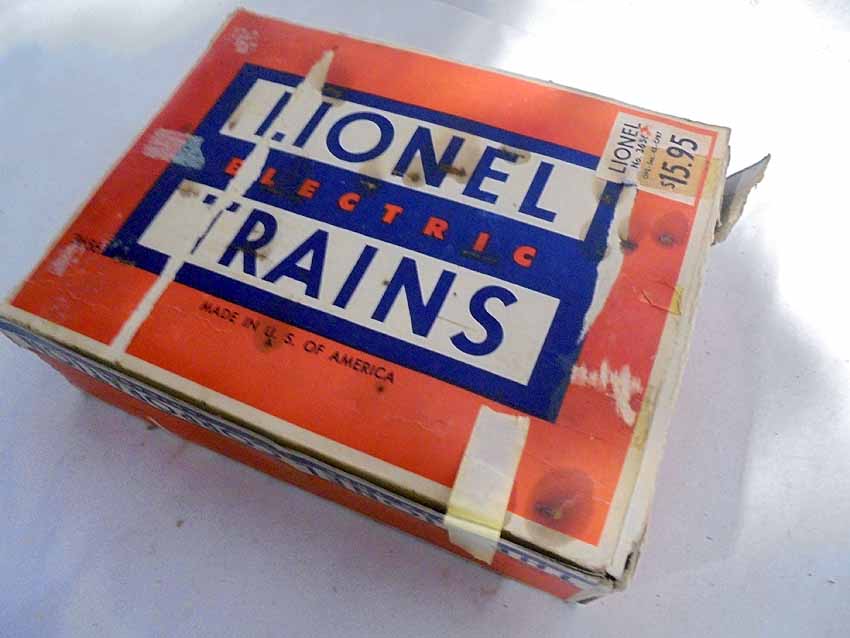 LIONEL
ELECTRIC
TRAINS
MADE IN U. S. OF AMERICA
LIONEL
$15.95